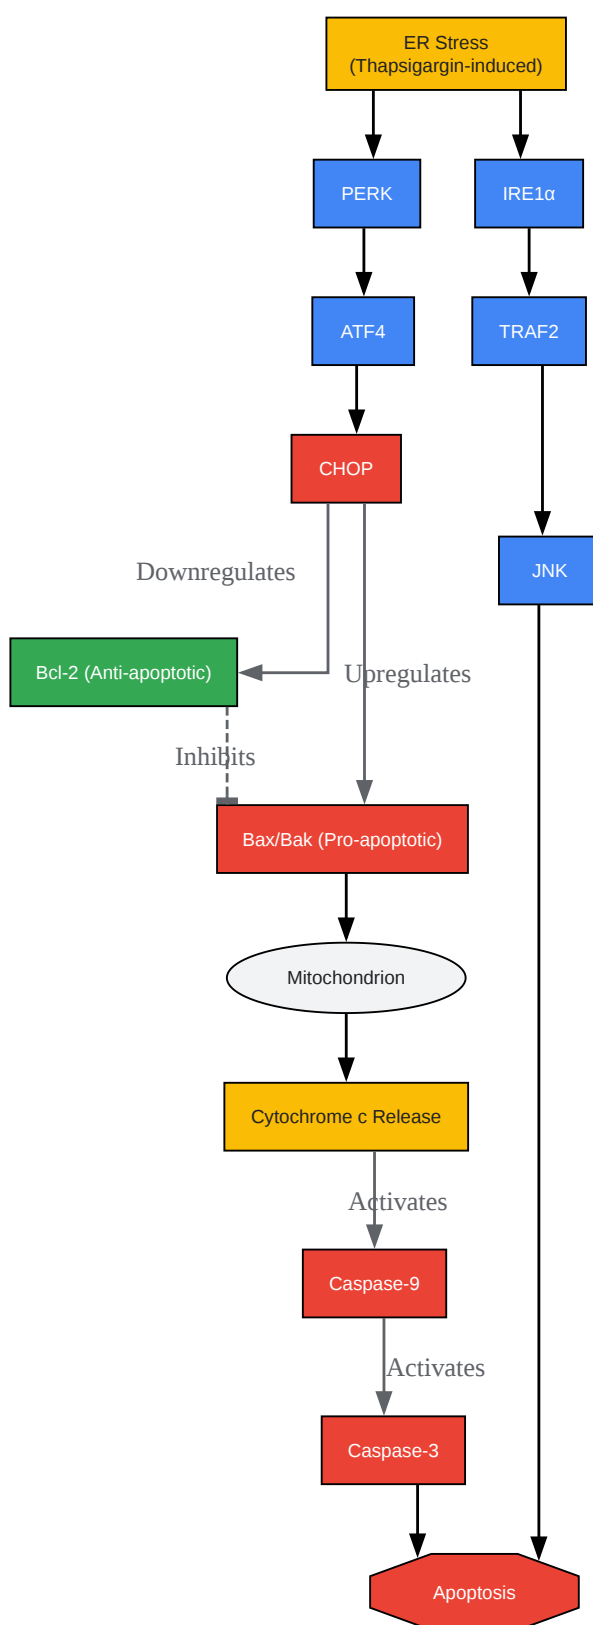 ER Stress
(Thapsigargin-induced)
PERK
IRE1α
ATF4
TRAF2
CHOP
Downregulates
JNK
Bcl-2 (Anti-apoptotic)
Upregulates
Inhibits
Bax/Bak (Pro-apoptotic)
Mitochondrion
Cytochrome c Release
Activates
Caspase-9
Activates
Caspase-3
Apoptosis